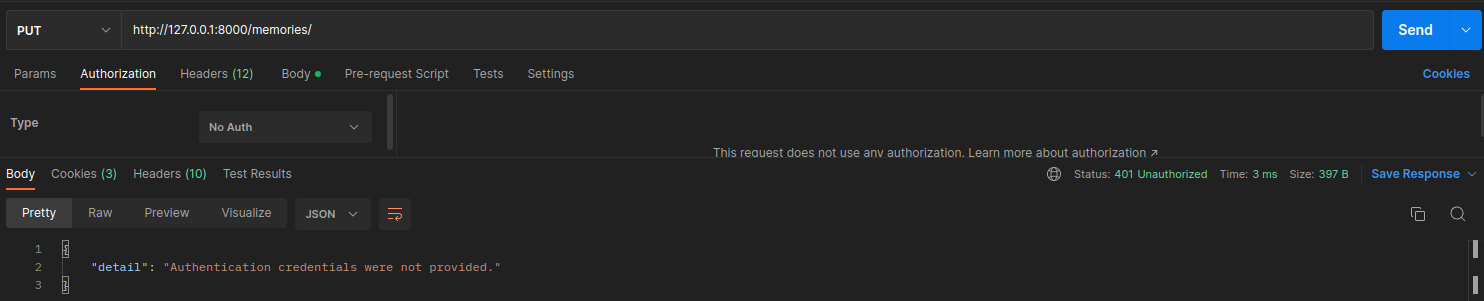 PUT http://127.0.0.1:8000/memories/ Send
Params Authorization Headers (12) Body Pre-request Script Tests Settings Cookies
Type No Auth
This request does not use any authorization. Learn more about authorization ↗
Body Cookies (3) Headers (10) Test Results Status: 401 Unauthorized Time: 3 ms Size: 397 B Save Response
Pretty Raw Preview Visualize JSON
1 {
2 "detail": "Authentication credentials were not provided."
3 }